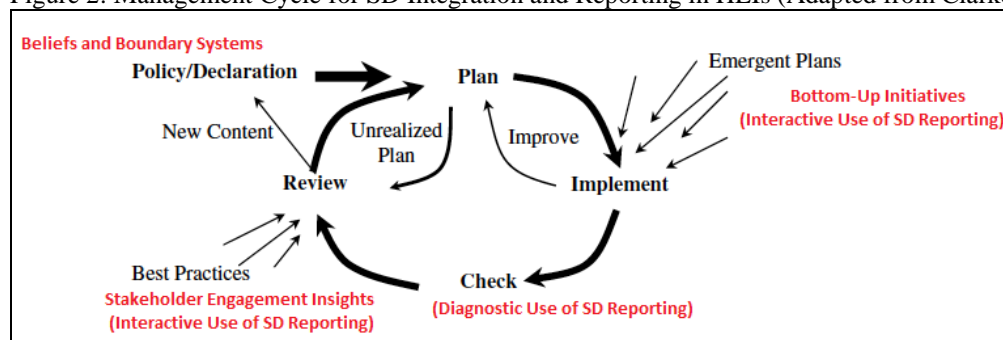 Figure 2: Management Cycle for SD Integration and Reporting in HEIs (Adapted from Clarke
Beliefs and Boundary Systems
Policy/Declaration
Plan
Emergent Plans
Bottom-Up Initiatives
(Interactive Use of SD Reporting)
New Content
Unrealized
Plan
Improve
Review
Implement
Best Practices
Stakeholder Engagement Insights
(Interactive Use of SD Reporting)
Check
(Diagnostic Use of SD Reporting)